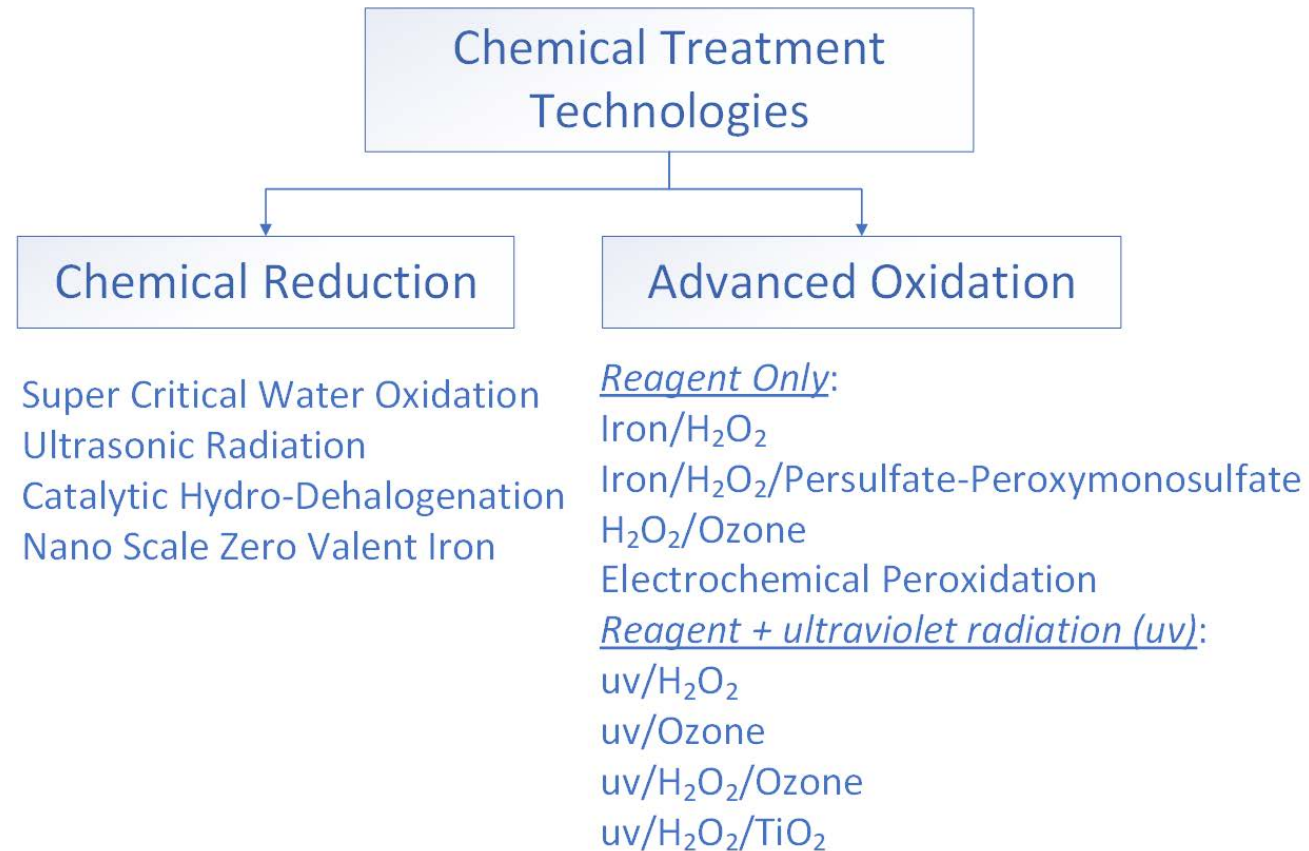 Chemical Treatment
Technologies
Chemical Reduction
Super Critical Water Oxidation
Ultrasonic Radiation
Catalytic Hydro-Dehalogenation
Nano Scale Zero Valent Iron
Advanced Oxidation
Reagent Only:
Iron/H₂O₂
Iron/H₂O₂/Persulfate-Peroxymonosulfate
H₂O₂/Ozone
Electrochemical Peroxidation
Reagent + ultraviolet radiation (uv):
uv/H₂O₂
uv/Ozone
uv/H₂O₂/Ozone
uv/H₂O₂/TiO₂